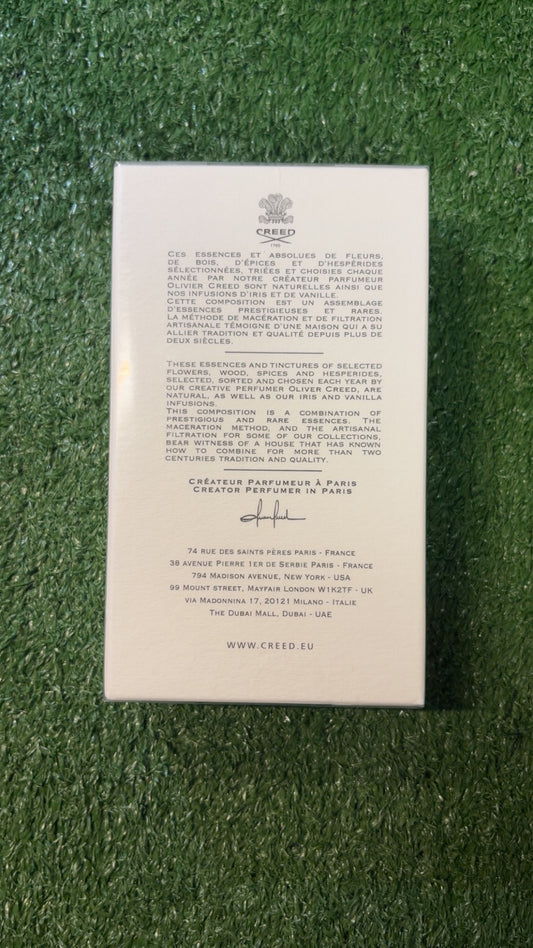 CREED
1760
CES ESSENCES ET ABSOLUES DE FLEURS,
DE BOIS, D'ÉPICES ET D'HESPÉRIDES
SÉLECTIONNÉES, TRIÉES ET CHOISIES CHAQUE
ANNÉE PAR NOTRE CRÉATEUR PARFUMEUR
OLIVIER CREED SONT NATURELLES AINSI QUE
NOS INFUSIONS D'IRIS ET DE VANILLE.
CETTE COMPOSITION EST UN ASSEMBLAGE
D'ESSENCES PRESTIGIEUSES ET RARES.
LA MÉTHODE DE MACÉRATION ET DE FILTRATION
ARTISANALE TÉMOIGNE D'UNE MAISON QUI A SU
ALLIER TRADITION ET QUALITÉ DEPUIS PLUS DE
DEUX SIÈCLES.
THESE ESSENCES AND TINCTURES OF SELECTED
FLOWERS, WOOD, SPICES AND HESPERIDES,
SELECTED, SORTED AND CHOSEN EACH YEAR BY
OUR CREATIVE PERFUMER OLIVER CREED, ARE
NATURAL, AS WELL AS OUR IRIS AND VANILLA
INFUSIONS.
THIS COMPOSITION IS A COMBINATION OF
PRESTIGIOUS AND RARE ESSENCES. THE
MACERATION METHOD, AND THE ARTISANAL
FILTRATION FOR SOME OF OUR COLLECTIONS,
BEAR WITNESS OF A HOUSE THAT HAS KNOWN
HOW TO COMBINE FOR MORE THAN TWO
CENTURIES TRADITION AND QUALITY.
CRÉATEUR PARFUMEUR À PARIS
CREATOR PERFUMER IN PARIS
74 RUE DES SAINTS PÈRES PARIS - FRANCE
38 AVENUE PIERRE 1ER DE SERBIE PARIS - FRANCE
794 MADISON AVENUE, NEW YORK - USA
99 MOUNT STREET, MAYFAIR LONDON W1K2TF - UK
VIA MADONNINA 17, 20121 MILANO - ITALIE
THE DUBAI MALL, DUBAI - UAE
WWW.CREED.EU